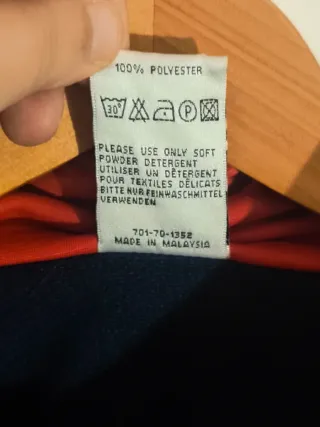 100% POLYESTER
30°
P
PLEASE USE ONLY SOFT
POWDER DETERGENT
UTILISER UN DÉTERGENT
POUR TEXTILES DÉLICATS
BITTE NUR FEINWASCHMITTEL
VERWENDEN
701-70-1352
MADE IN MALAYSIA